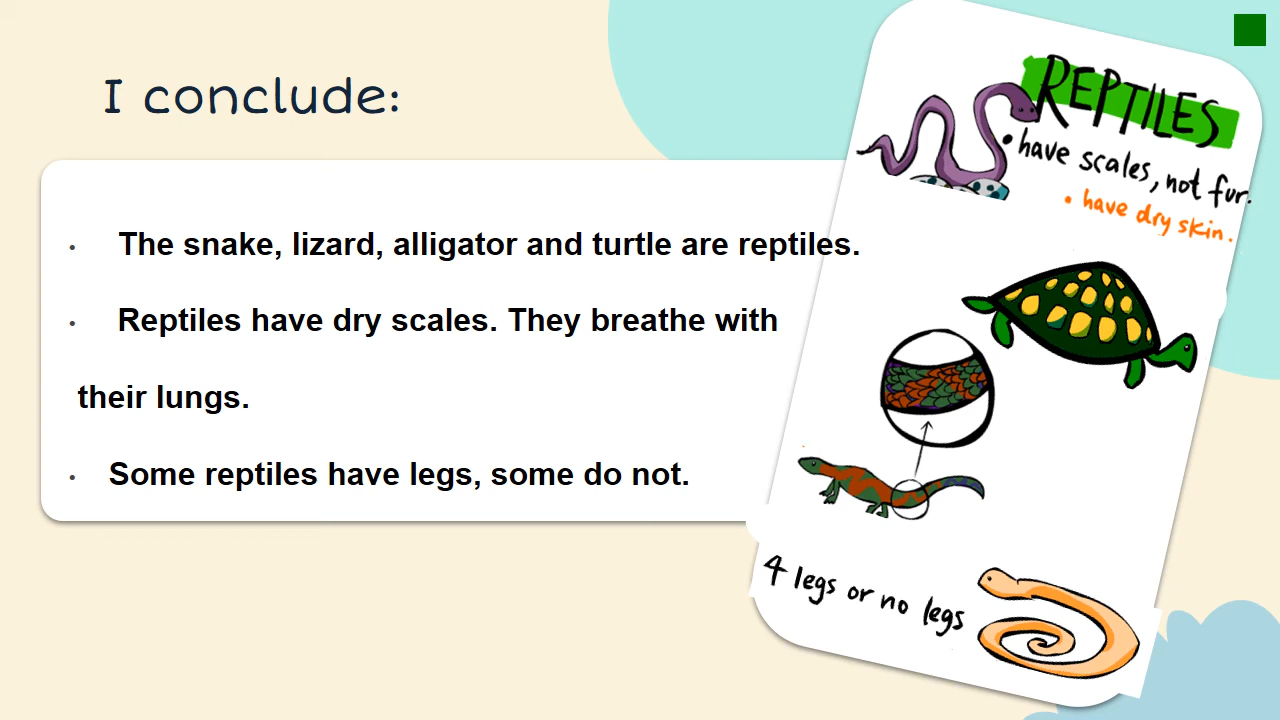 I conclude:
• The snake, lizard, alligator and turtle are reptiles.
• Reptiles have dry scales. They breathe with
their lungs.
• Some reptiles have legs, some do not.
REPTILES
• have scales, not fur.
• have dry skin.
4 legs or no legs